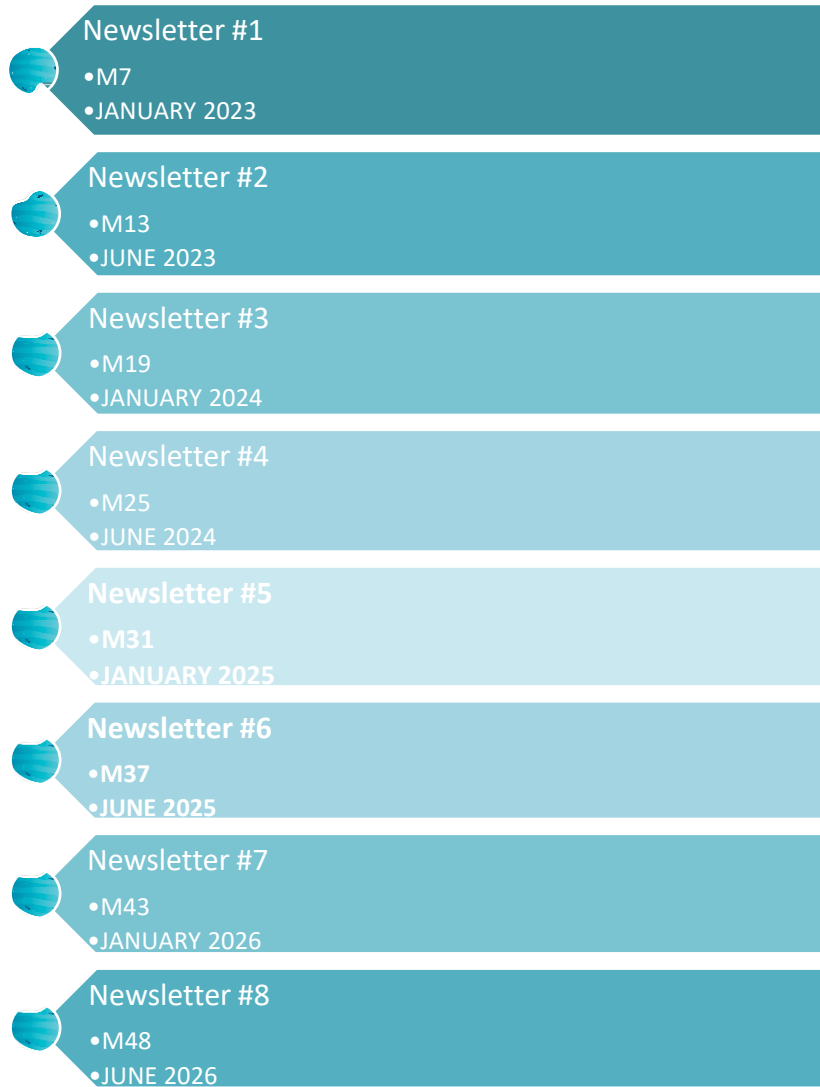 Newsletter #1
•M7
•JANUARY 2023
Newsletter #2
•M13
•JUNE 2023
Newsletter #3
•M19
•JANUARY 2024
Newsletter #4
•M25
•JUNE 2024
Newsletter #5
•M31
•JANUARY 2025
Newsletter #6
•M37
•JUNE 2025
Newsletter #7
•M43
•JANUARY 2026
Newsletter #8
•M48
•JUNE 2026